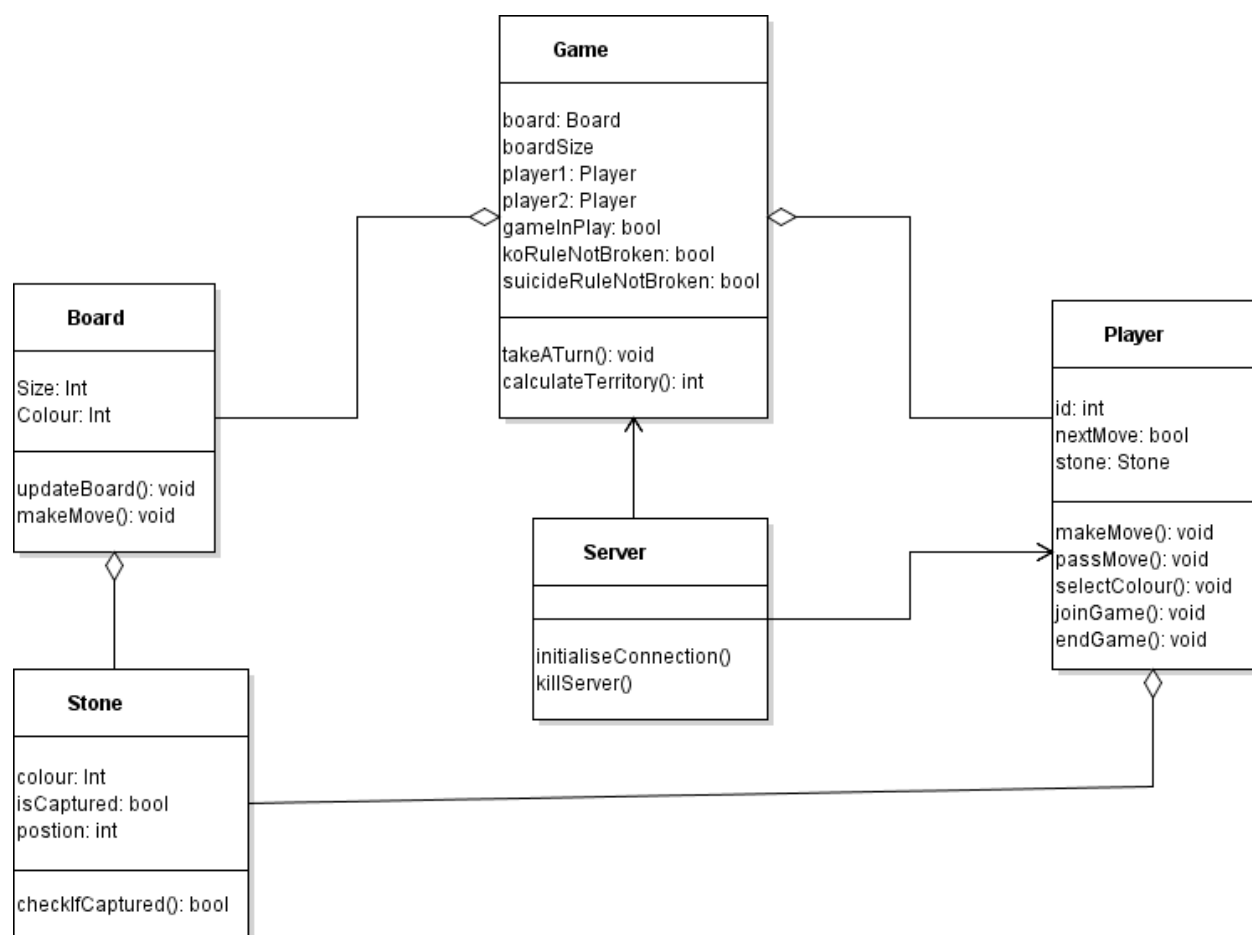 Game
board: Board
boardSize
player1: Player
player2: Player
gameInPlay: bool
koRuleNotBroken: bool
suicideRuleNotBroken: bool
takeATurn(): void
calculateTerritory(): int
Board
Size: Int
Colour: Int
updateBoard(): void
makeMove(): void
Player
id: int
nextMove: bool
stone: Stone
makeMove(): void
passMove(): void
selectColour(): void
joinGame(): void
endGame(): void
Server
initialiseConnection()
killServer()
Stone
colour: Int
isCaptured: bool
postion: int
checkIfCaptured(): bool